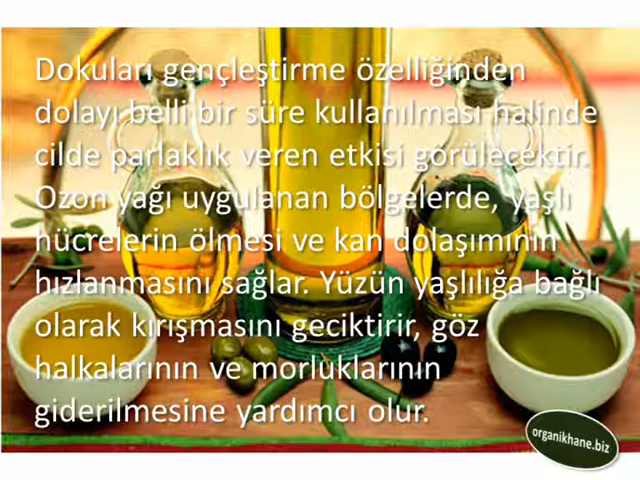 Dokuları gençleştirme özelliğinden
dolayı belli bir süre kullanılması halinde
cilde parlaklık veren etkisi görülecektir.
Ozon yağı uygulanan bölgelerde, yaşlı
hücrelerin ölmesi ve kan dolaşımının
hızlanmasını sağlar. Yüzün yaşlılığa bağlı
olarak kırışmasını geciktirir, göz
halkalarının ve morluklarının
giderilmesine yardımcı olur.
organikhane.biz